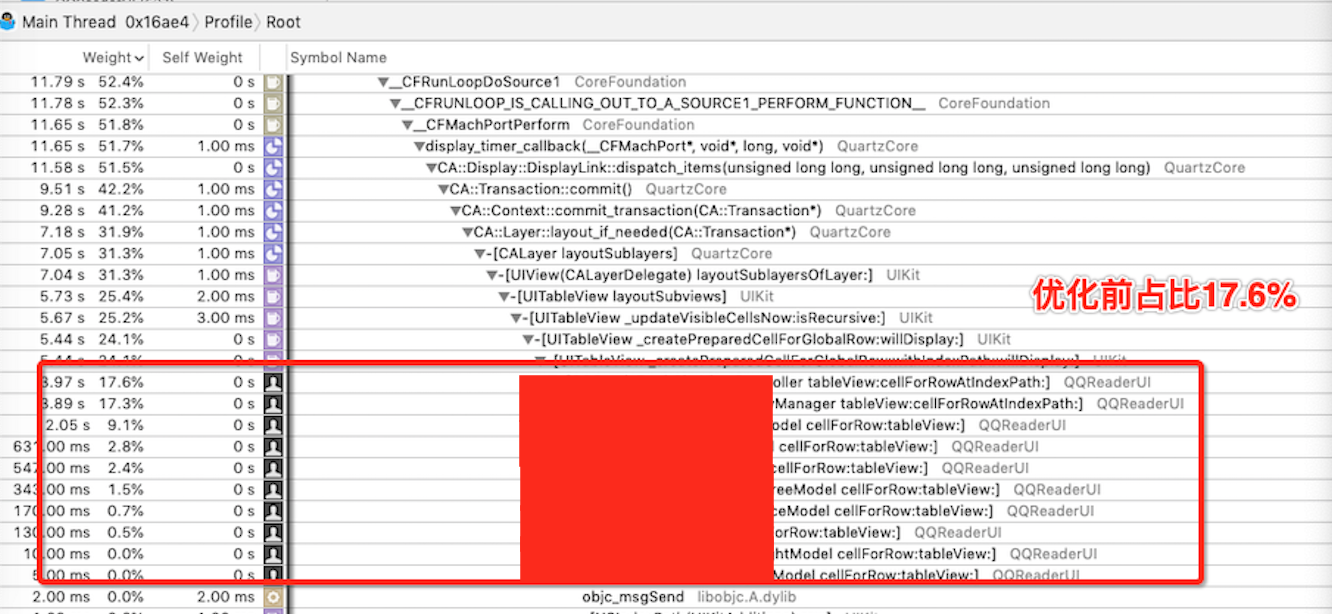 Main Thread 0x16ae4 〉 Profile 〉 Root
Weight Self Weight Symbol Name
11.79 s 52.4% 0 s ▼__CFRunLoopDoSource1 CoreFoundation
11.78 s 52.3% 0 s ▼__CFRUNLOOP_IS_CALLING_OUT_TO_A_SOURCE1_PERFORM_FUNCTION__ CoreFoundation
11.65 s 51.8% 0 s ▼__CFMachPortPerform CoreFoundation
11.65 s 51.7% 1.00 ms ▼display_timer_callback(__CFMachPort*, void*, long, void*) QuartzCore
11.58 s 51.5% 0 s ▼CA::Display::DisplayLink::dispatch_items(unsigned long long, unsigned long long, unsigned long long) QuartzCore
9.51 s 42.2% 1.00 ms ▼CA::Transaction::commit() QuartzCore
9.28 s 41.2% 1.00 ms ▼CA::Context::commit_transaction(CA::Transaction*) QuartzCore
7.18 s 31.9% 1.00 ms ▼CA::Layer::layout_if_needed(CA::Transaction*) QuartzCore
7.05 s 31.3% 1.00 ms ▼-[CALayer layoutSublayers] QuartzCore
7.04 s 31.3% 1.00 ms ▼-[UIView(CALayerDelegate) layoutSublayersOfLayer:] UIKit
5.73 s 25.4% 2.00 ms ▼-[UITableView layoutSubviews] UIKit
优化前占比17.6%
5.67 s 25.2% 3.00 ms ▼-[UITableView _updateVisibleCellsNow:isRecursive:] UIKit
5.44 s 24.1% 0 s ▼-[UITableView _createPreparedCellForGlobalRow:willDisplay:] UIKit
5.44 s 24.1% 0 s ▼-[UITableView _createPreparedCellForGlobalRow:withIndexPath:willDisplay:] UIKit
3.97 s 17.6% 0 s oller tableView:cellForRowAtIndexPath:] QQReaderUI
3.89 s 17.3% 0 s Manager tableView:cellForRowAtIndexPath:] QQReaderUI
2.05 s 9.1% 0 s odel cellForRow:tableView:] QQReaderUI
631.00 ms 2.8% 0 s cellForRow:tableView:] QQReaderUI
547.00 ms 2.4% 0 s cellForRow:tableView:] QQReaderUI
343.00 ms 1.5% 0 s reeModel cellForRow:tableView:] QQReaderUI
170.00 ms 0.7% 0 s ceModel cellForRow:tableView:] QQReaderUI
130.00 ms 0.5% 0 s orRow:tableView:] QQReaderUI
10.00 ms 0.0% 0 s htModel cellForRow:tableView:] QQReaderUI
5.00 ms 0.0% 0 s Model cellForRow:tableView:] QQReaderUI
2.00 ms 0.0% 2.00 ms objc_msgSend libobjc.A.dylib